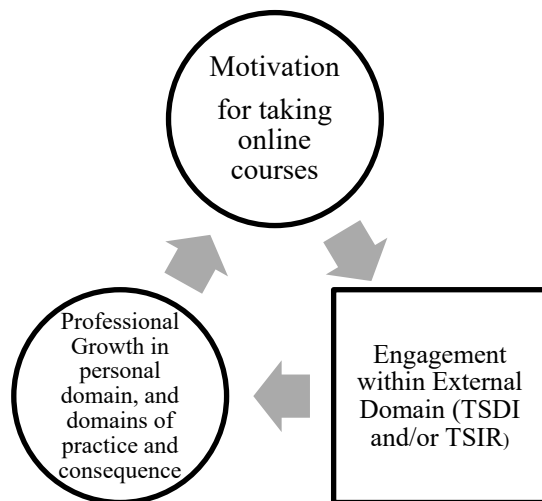 Motivation
for taking
online
courses
Professional
Growth in
personal
domain, and
domains of
practice and
consequence
Engagement
within External
Domain (TSDI
and/or TSIR)